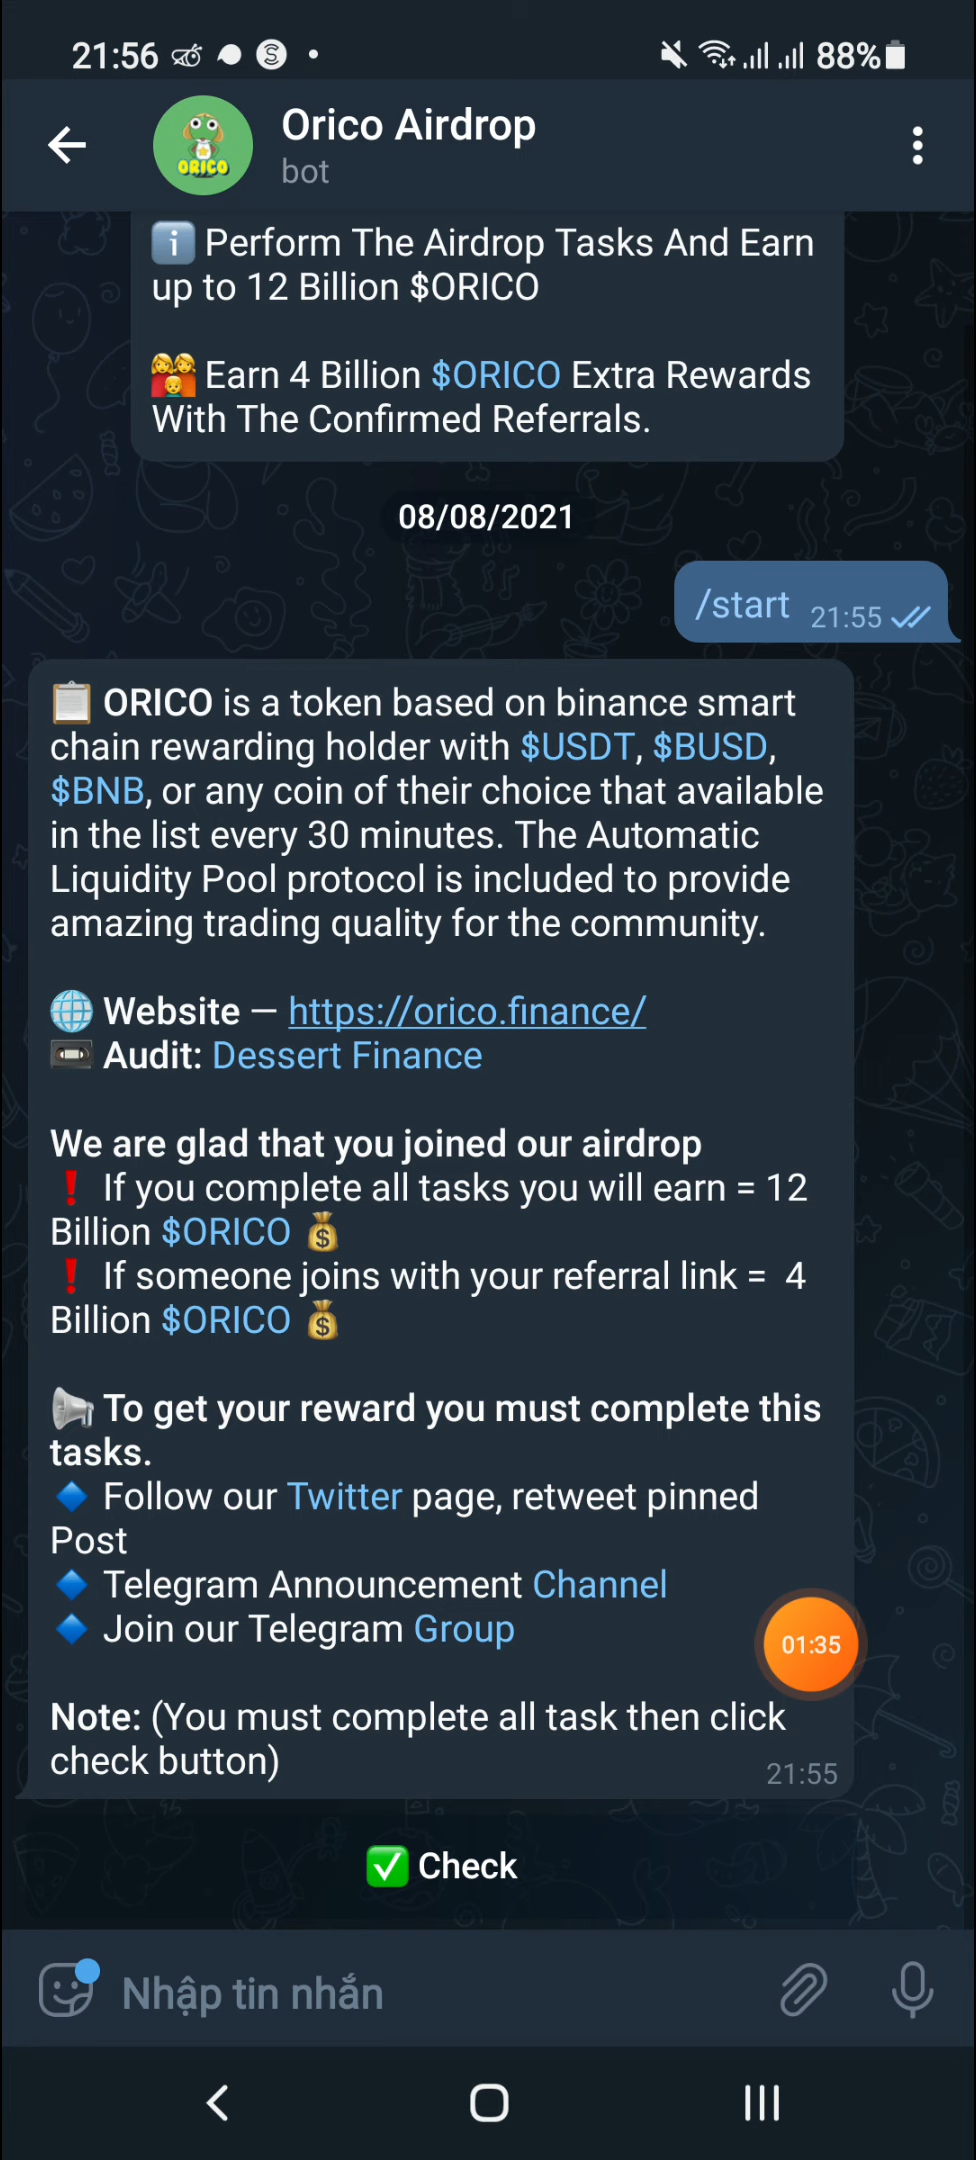 21:56
88%
ORICO
Orico Airdrop
bot
Perform The Airdrop Tasks And Earn
up to 12 Billion $ORICO
Earn 4 Billion $ORICO Extra Rewards
With The Confirmed Referrals.
08/08/2021
/start 21:55
ORICO is a token based on binance smart
chain rewarding holder with $USDT, $BUSD,
$BNB, or any coin of their choice that available
in the list every 30 minutes. The Automatic
Liquidity Pool protocol is included to provide
amazing trading quality for the community.
Website — https://orico.finance/
Audit: Dessert Finance
We are glad that you joined our airdrop
❗ If you complete all tasks you will earn = 12
Billion $ORICO
❗ If someone joins with your referral link = 4
Billion $ORICO
To get your reward you must complete this
tasks.
Follow our Twitter page, retweet pinned
Post
Telegram Announcement Channel
Join our Telegram Group
01:35
Note: (You must complete all task then click
check button)
21:55
Check
Nhập tin nhắn